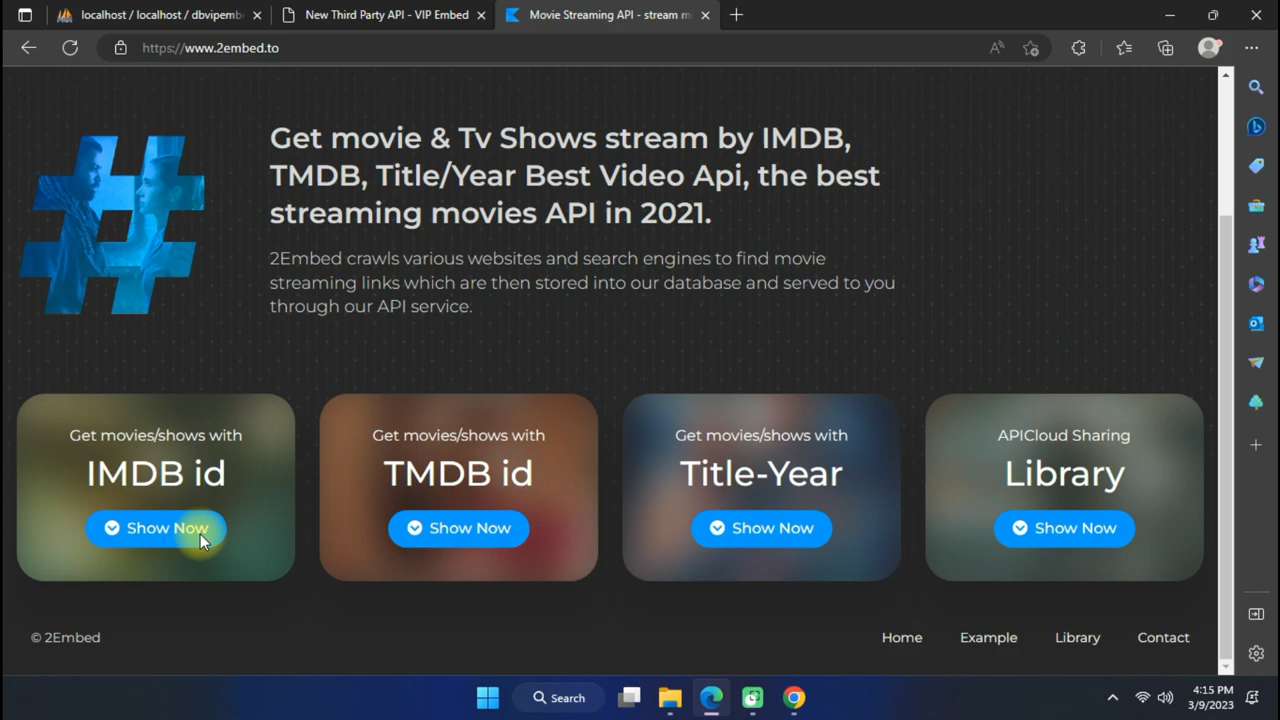 localhost / localhost / dbvipemb
New Third Party API - VIP Embed
Movie Streaming API - stream m
https://www.2embed.to
Get movie & Tv Shows stream by IMDB,
TMDB, Title/Year Best Video Api, the best
streaming movies API in 2021.
2Embed crawls various websites and search engines to find movie
streaming links which are then stored into our database and served to you
through our API service.
Get movies/shows with
IMDB id
Show Now
Get movies/shows with
TMDB id
Show Now
Get movies/shows with
Title-Year
Show Now
APICloud Sharing
Library
Show Now
© 2Embed
Home
Example
Library
Contact
Search
4:15 PM
3/9/2023